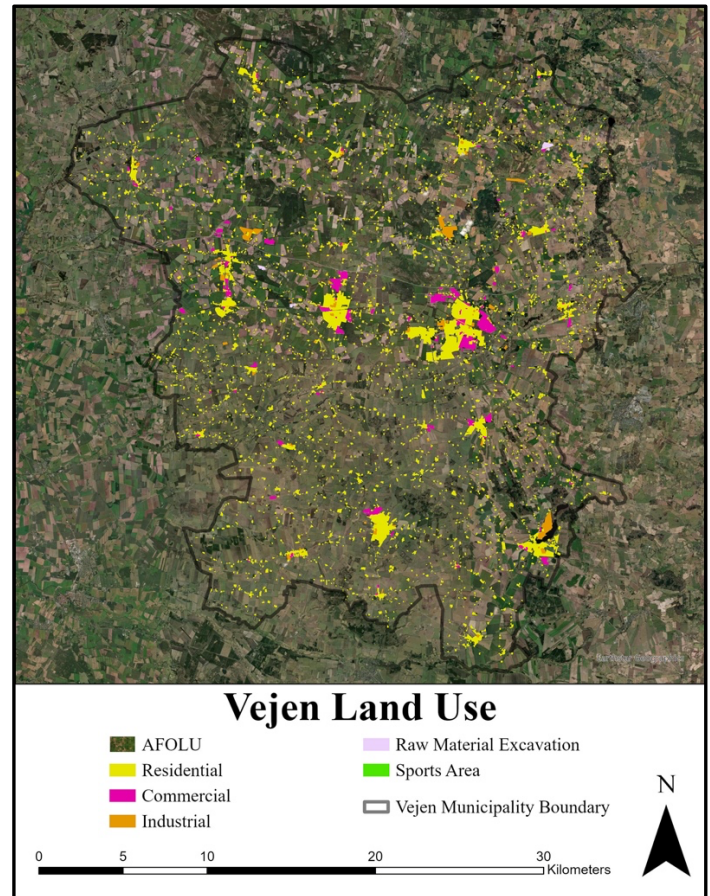 Vejen Land Use
AFOLU
Residential
Commercial
Industrial
Raw Material Excavation
Sports Area
Vejen Municipality Boundary
N
0 5 10 20 30
Kilometers